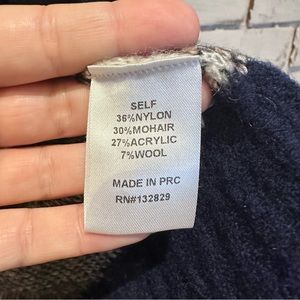 SELF
36%NYLON
30%MOHAIR
27%ACRYLIC
7%WOOL
MADE IN PRC
RN#132829